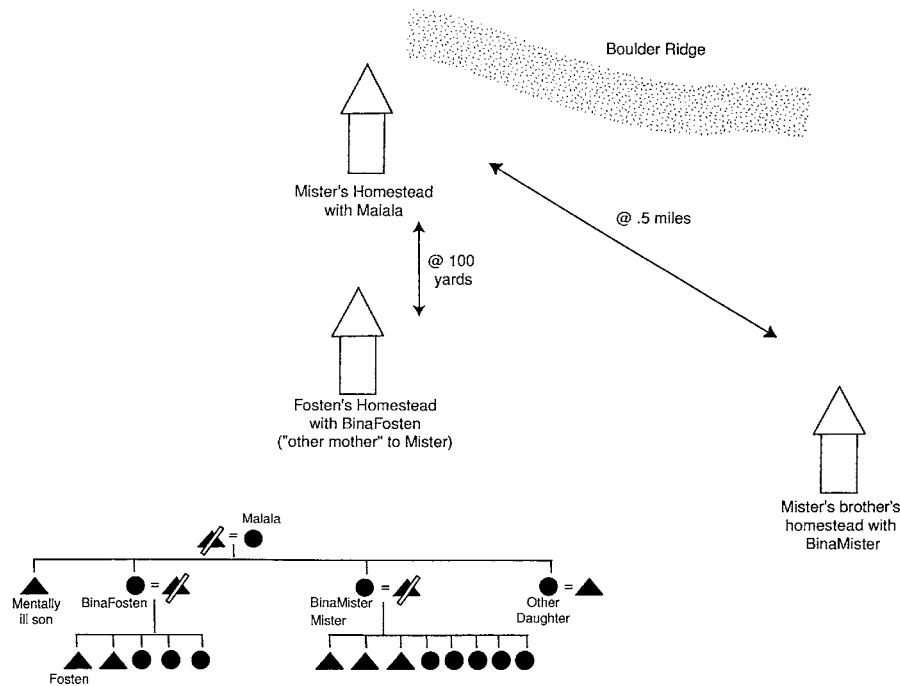 Boulder Ridge
Mister's Homestead
with Malala
@ .5 miles
@ 100
yards
Fosten's Homestead
with BinaFosten
("other mother" to Mister)
Mister's brother's
homestead with
BinaMister
Malala
=
Mentally
ill son
BinaFosten
=
BinaMister
Mister
=
Other
Daughter
=
Fosten